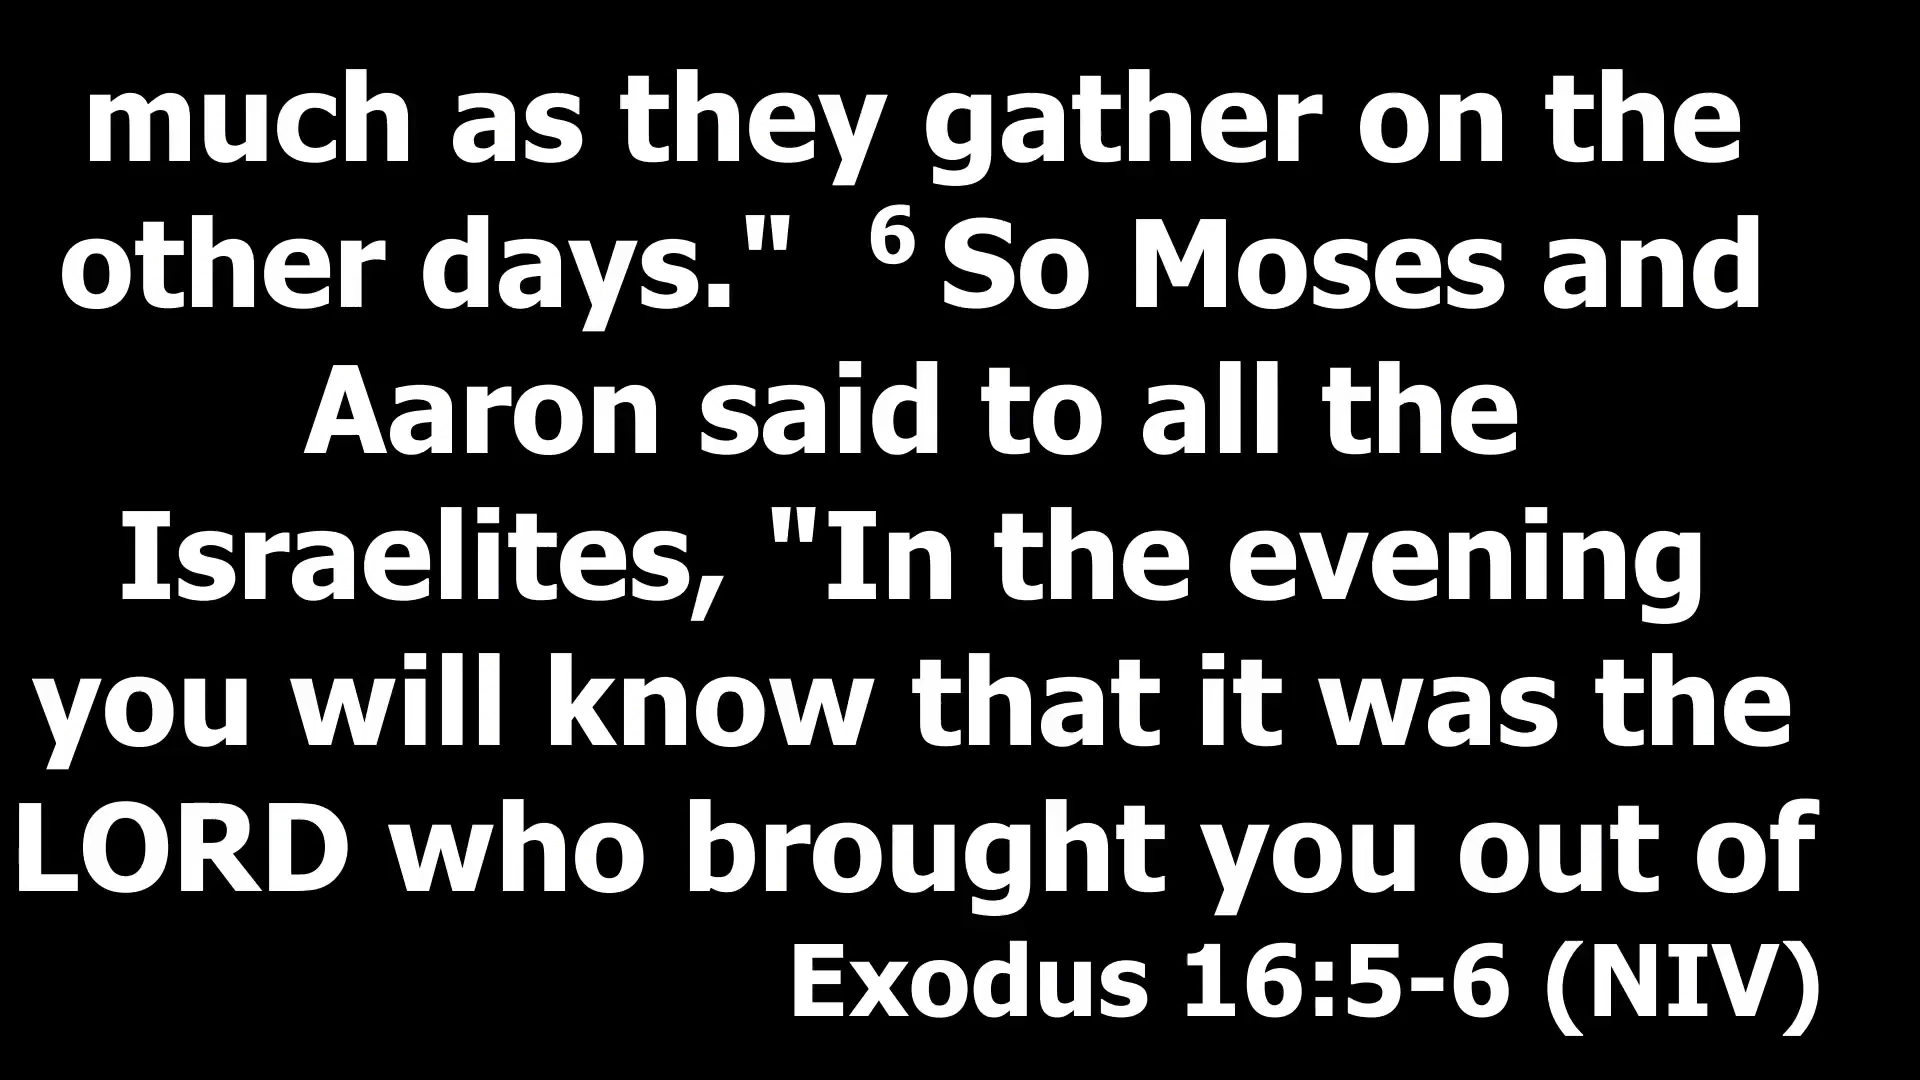 much as they gather on the
other days."  ⁶ So Moses and
Aaron said to all the
Israelites, "In the evening
you will know that it was the
LORD who brought you out of
Exodus 16:5-6 (NIV)